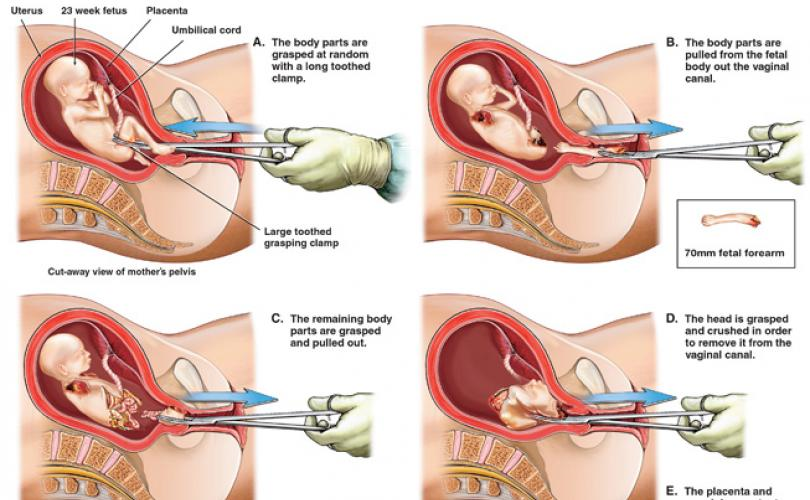 Uterus 23 week fetus Placenta
Umbilical cord
A. The body parts are
grasped at random
with a long toothed
clamp.
Large toothed
grasping clamp
Cut-away view of mother's pelvis
B. The body parts are
pulled from the fetal
body out the vaginal
canal.
70mm fetal forearm
C. The remaining body
parts are grasped
and pulled out.
D. The head is grasped
and crushed in order
to remove it from the
vaginal canal.
E. The placenta and